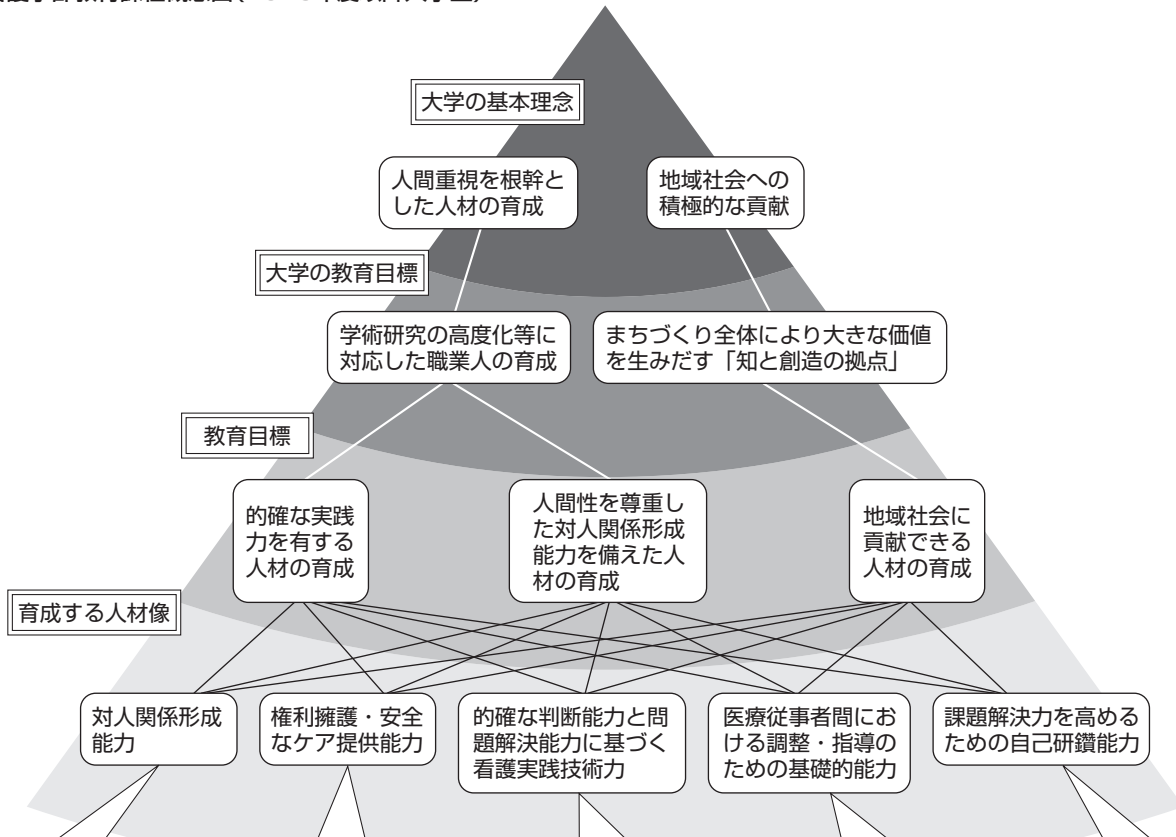 大学の基本理念
人間重視を根幹と
した人材の育成
地域社会への
積極的な貢献
大学の教育目標
学術研究の高度化等に
対応した職業人の育成
まちづくり全体により大きな価値
を生みだす「知と創造の拠点」
教育目標
的確な実践
力を有する
人材の育成
人間性を尊重し
た対人関係形成
能力を備えた人
材の育成
地域社会に
貢献できる
人材の育成
育成する人材像
対人関係形成
能力
権利擁護・安全
なケア提供能力
的確な判断能力と問
題解決能力に基づく
看護実践技術力
医療従事者間にお
ける調整・指導の
ための基礎的能力
課題解決力を高める
ための自己研鑽能力